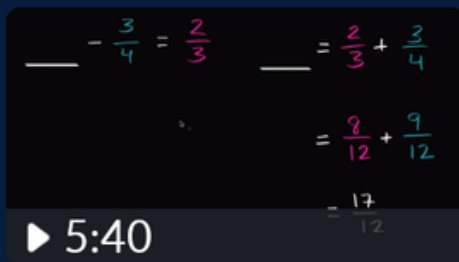 ___ - 3/4 = 2/3
___ = 2/3 + 3/4
= 8/12 + 9/12
= 17/12
5:40